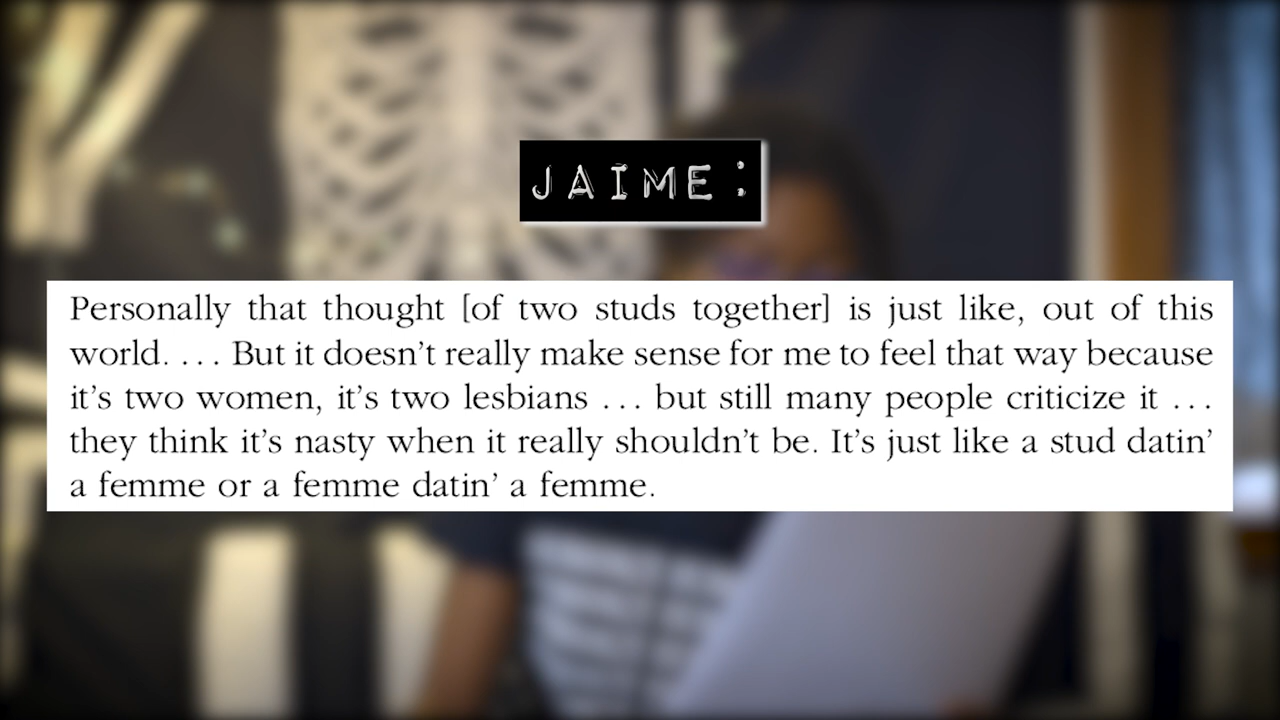 JAIME:
Personally that thought [of two studs together] is just like, out of this
world. . . . But it doesn’t really make sense for me to feel that way because
it’s two women, it’s two lesbians . . . but still many people criticize it . . .
they think it’s nasty when it really shouldn’t be. It’s just like a stud datin’
a femme or a femme datin’ a femme.